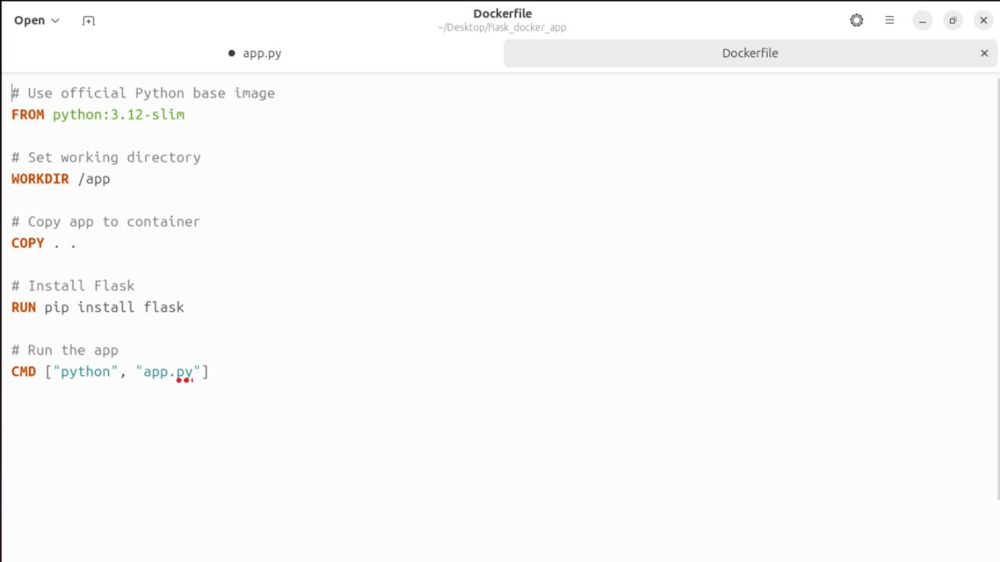 Open
Dockerfile
~/Desktop/flask_docker_app
app.py
Dockerfile
# Use official Python base image
FROM python:3.12-slim
# Set working directory
WORKDIR /app
# Copy app to container
COPY . .
# Install Flask
RUN pip install flask
# Run the app
CMD ["python", "app.py"]